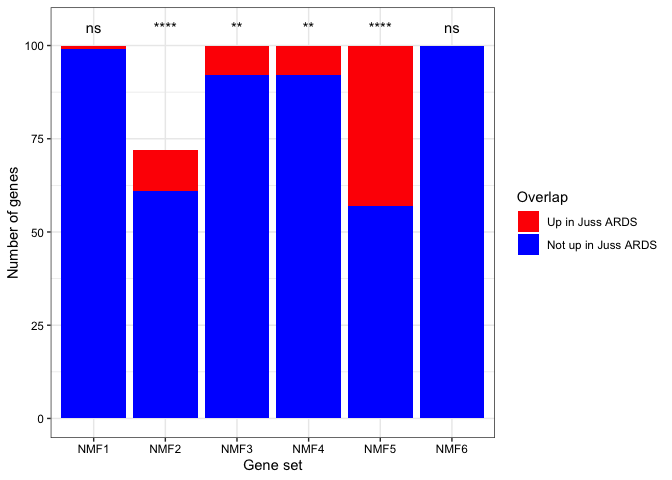 ns
****
**
**
****
ns
100
75
50
25
0
Number of genes
NMF1
NMF2
NMF3
NMF4
NMF5
NMF6
Gene set
Overlap
Up in Juss ARDS
Not up in Juss ARDS